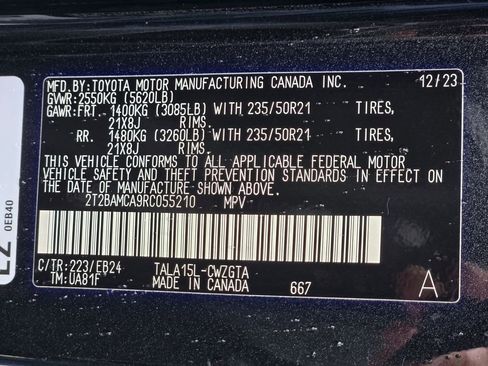 MFD.BY: TOYOTA MOTOR MANUFACTURING CANADA INC. 12/23
GVWR: 2550KG (5620LB)
GAWR: FRT. 1400KG (3085LB) WITH 235/50R21 TIRES,
21X8J RIMS.
RR. 1480KG (3260LB) WITH 235/50R21 TIRES,
21X8J RIMS.
THIS VEHICLE CONFORMS TO ALL APPLICABLE FEDERAL MOTOR
VEHICLE SAFETY AND THEFT PREVENTION STANDARDS IN EFFECT ON
THE DATE OF MANUFACTURE SHOWN ABOVE.
2T2BAMCA9RC055210 MPV
C/TR: 223/EB24 TALA15L-CWZGTA
TM: UA81F MADE IN CANADA 667 A
0EB40